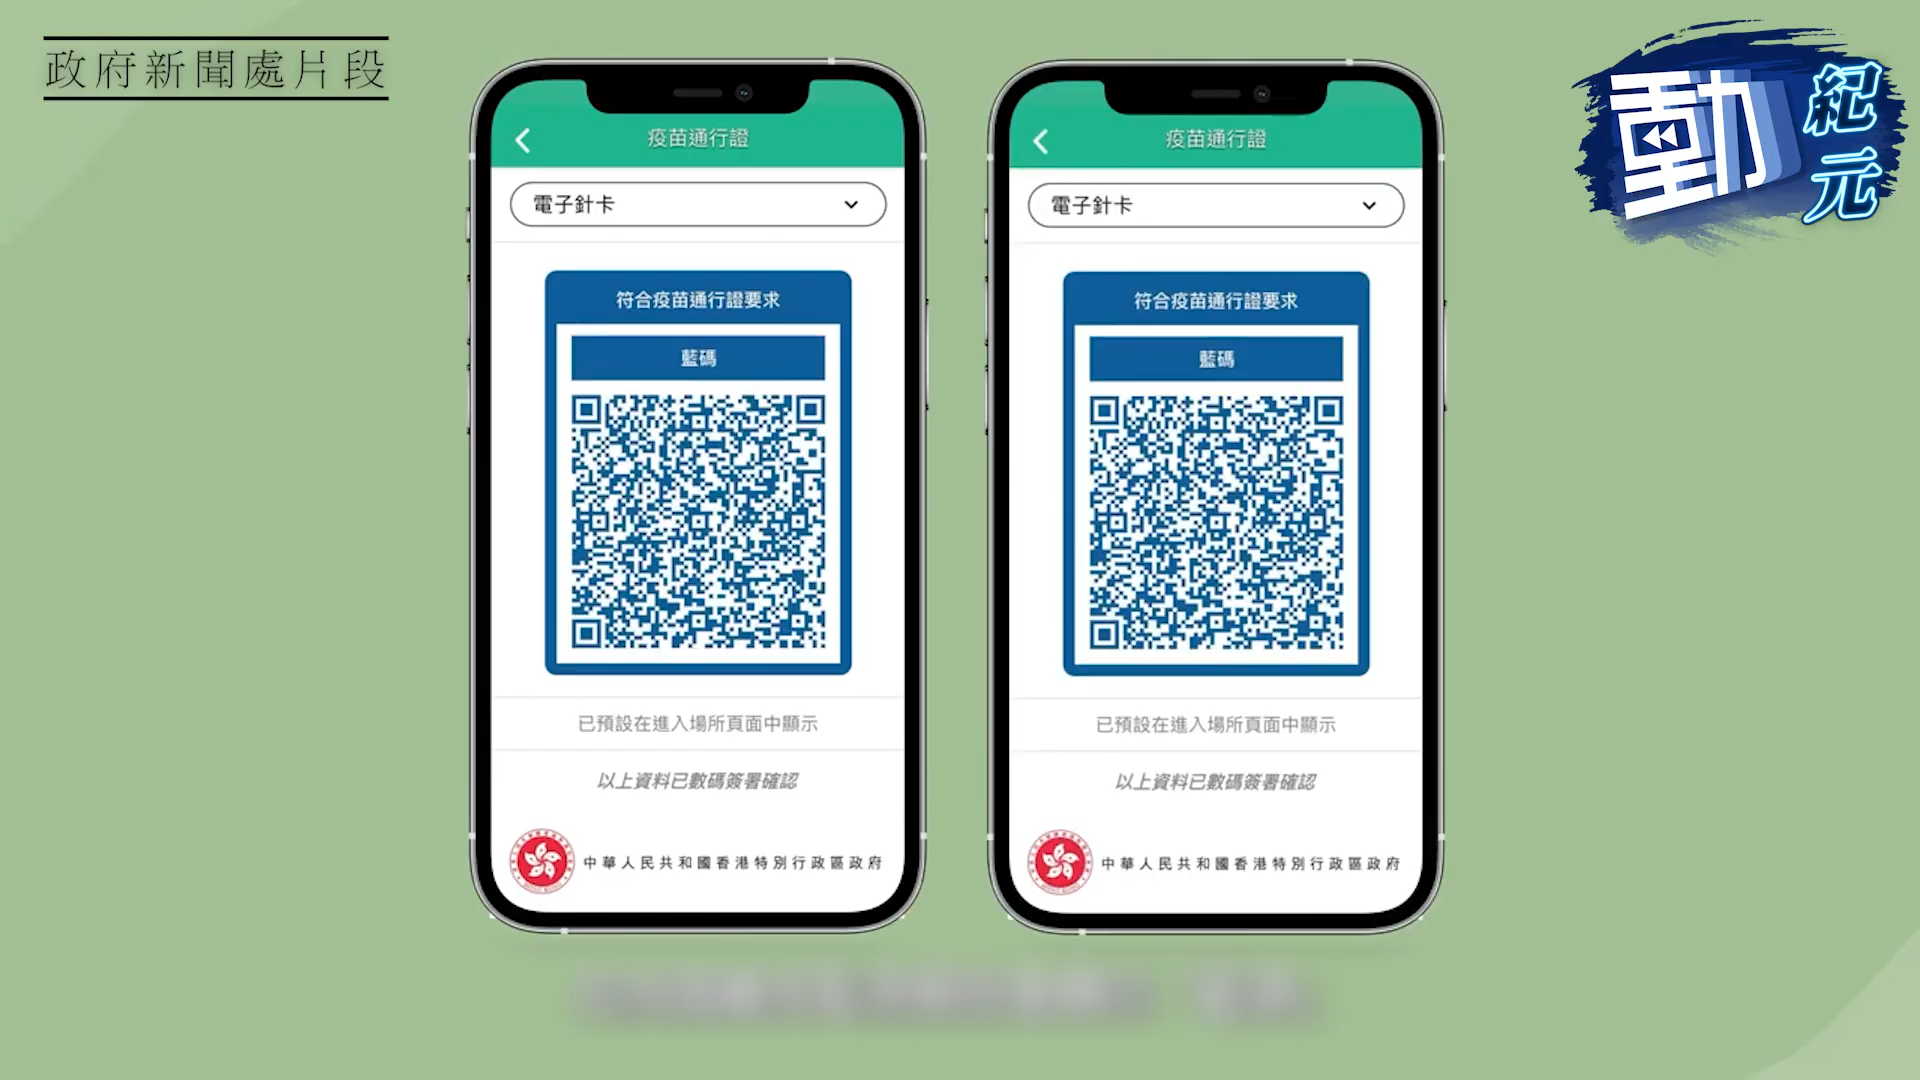 政府新聞處片段
動紀元
疫苗通行證
電子針卡
符合疫苗通行證要求
藍碼
已預設在進入場所頁面中顯示
以上資料已數碼簽署確認
中華人民共和國香港特別行政區政府
疫苗通行證
電子針卡
符合疫苗通行證要求
藍碼
已預設在進入場所頁面中顯示
以上資料已數碼簽署確認
中華人民共和國香港特別行政區政府